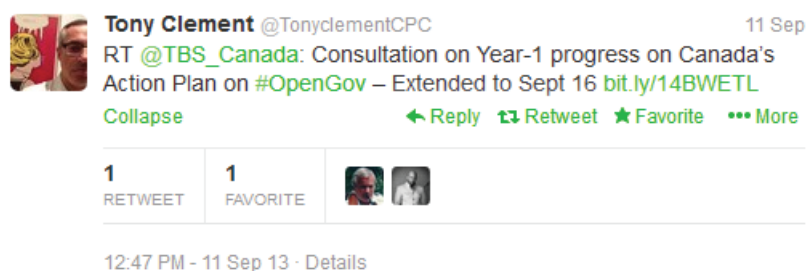 Tony Clement @TonyclementCPC 11 Sep
RT @TBS_Canada: Consultation on Year-1 progress on Canada's
Action Plan on #OpenGov – Extended to Sept 16 bit.ly/14BWETL
Collapse Reply Retweet Favorite More
1 1
RETWEET FAVORITE
12:47 PM - 11 Sep 13 · Details